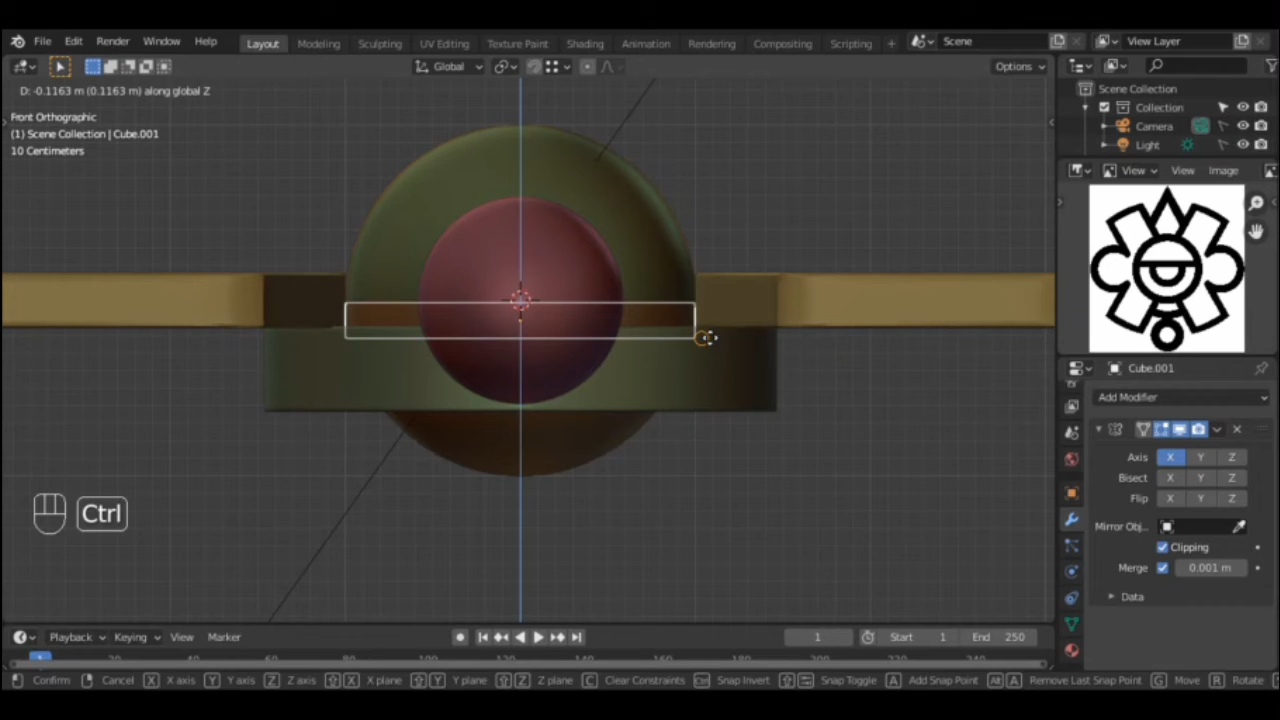 File Edit Render Window Help Layout Modeling Sculpting UV Editing Texture Paint Shading Animation Rendering Compositing Scripting + Scene View Layer
Global Options
D: -0.1163 m (0.1163 m) along global Z
Front Orthographic
(1) Scene Collection | Cube.001
10 Centimeters
Scene Collection
Collection
Camera
Light
View View Image
Cube.001
Add Modifier
Axis X Y Z
Bisect X Y Z
Flip X Y Z
Mirror Obj...
Clipping
Merge 0.001 m
Data
Ctrl
Playback Keying View Marker 1 Start 1 End 250
1
Confirm Cancel X X axis Y Y axis Z Z axis X X plane Y Y plane Z Z plane C Clear Constraints Ctrl Snap Invert Snap Toggle A Add Snap Point Alt A Remove Last Snap Point G Move R Rotate